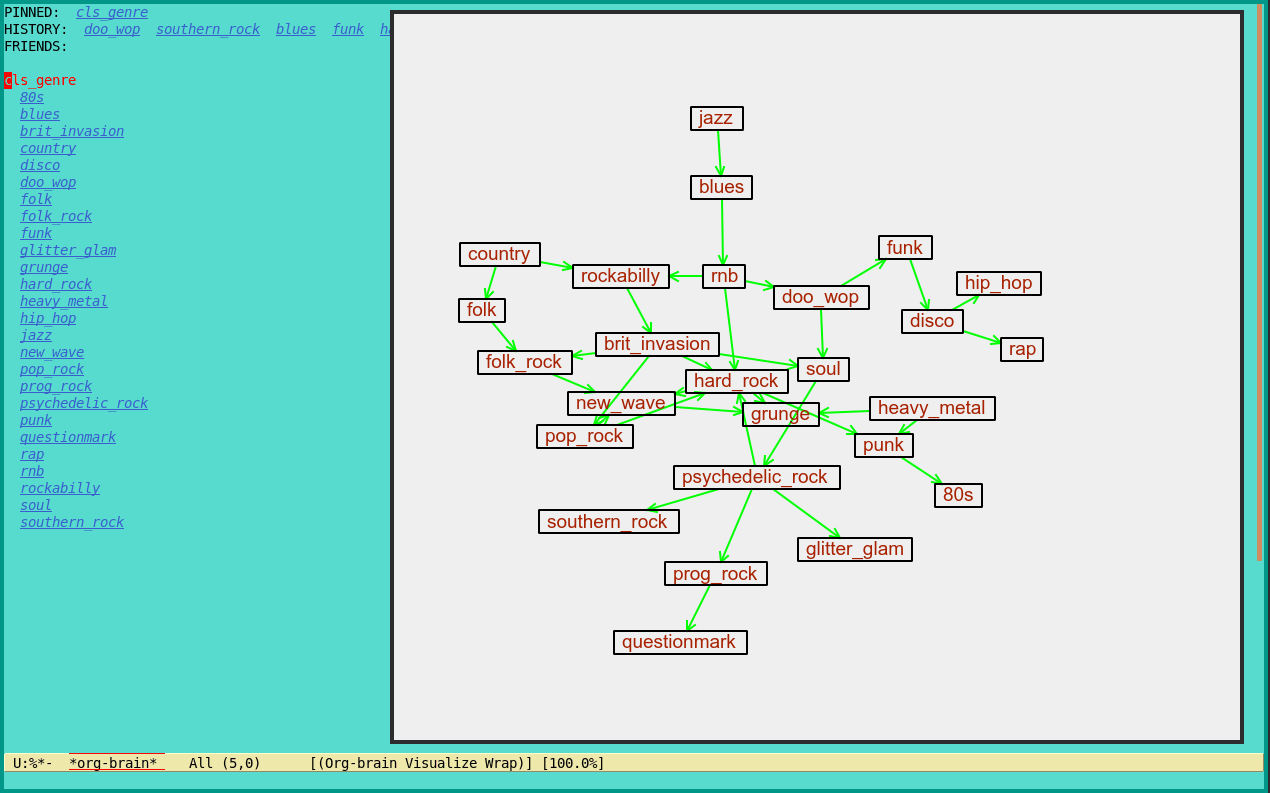 PINNED:  cls_genre
HISTORY:  doo_wop  southern_rock  blues  funk
FRIENDS:
cls_genre
80s
blues
brit_invasion
country
disco
doo_wop
folk
folk_rock
funk
glitter_glam
grunge
hard_rock
heavy_metal
hip_hop
jazz
new_wave
pop_rock
prog_rock
psychedelic_rock
punk
questionmark
rap
rnb
rockabilly
soul
southern_rock
jazz
blues
country
rockabilly
rnb
funk
folk
doo_wop
hip_hop
disco
rap
brit_invasion
folk_rock
soul
hard_rock
new_wave
grunge
heavy_metal
pop_rock
punk
psychedelic_rock
80s
southern_rock
glitter_glam
prog_rock
questionmark
U:%*-  *org-brain*    All (5,0)      [(Org-brain Visualize Wrap)] [100.0%]